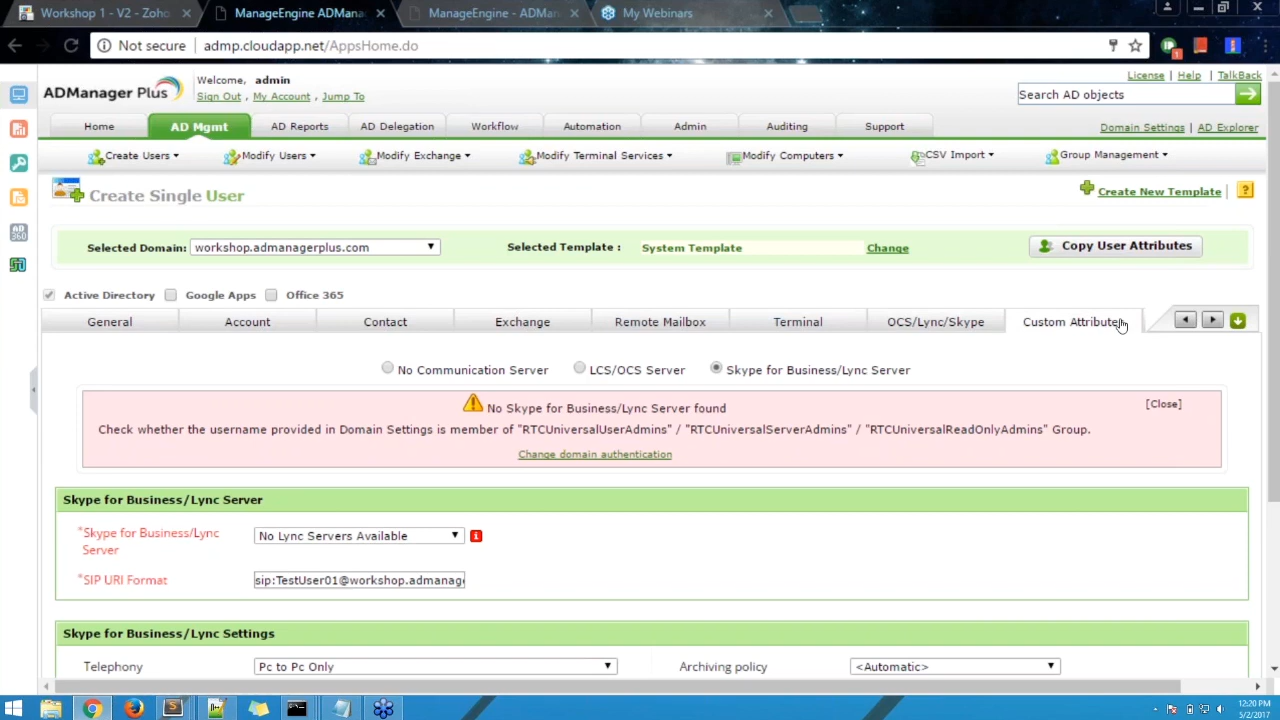 Workshop 1 - V2 - Zoho ×
ManageEngine ADMana ×
ManageEngine - ADMan ×
My Webinars ×
Not secure | admp.cloudapp.net/AppsHome.do
1
ADManager Plus
Welcome, admin
Sign Out , My Account , Jump To
License | Help | TalkBack
Search AD objects
Home AD Mgmt AD Reports AD Delegation Workflow Automation Admin Auditing Support
Domain Settings | AD Explorer
Create Users Modify Users Modify Exchange Modify Terminal Services Modify Computers CSV Import Group Management
Create Single User
Create New Template | ?
AD
360
Selected Domain: workshop.admanagerplus.com Selected Template : System Template Change Copy User Attributes
Active Directory Google Apps Office 365
General Account Contact Exchange Remote Mailbox Terminal OCS/Lync/Skype Custom Attributes
No Communication Server LCS/OCS Server Skype for Business/Lync Server
No Skype for Business/Lync Server found [Close]
Check whether the username provided in Domain Settings is member of "RTCUniversalUserAdmins" / "RTCUniversalServerAdmins" / "RTCUniversalReadOnlyAdmins" Group.
Change domain authentication
Skype for Business/Lync Server
*Skype for Business/Lync
Server
No Lync Servers Available i
*SIP URI Format sip:TestUser01@workshop.admanage
Skype for Business/Lync Settings
Telephony Pc to Pc Only Archiving policy <Automatic>
12:20 PM
5/2/2017